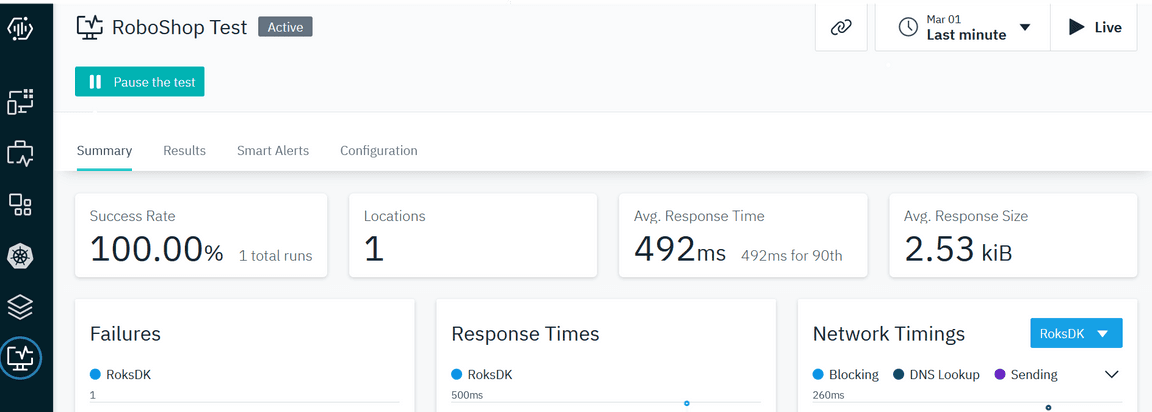 RoboShop Test Active
Mar 01
Last minute
Live
Pause the test
Summary Results Smart Alerts Configuration
Success Rate Locations Avg. Response Time Avg. Response Size
100.00% 1 total runs 1 492ms 492ms for 90th 2.53 kiB
Failures Response Times Network Timings RoksDK
RoksDK RoksDK Blocking DNS Lookup Sending
1 500ms 260ms